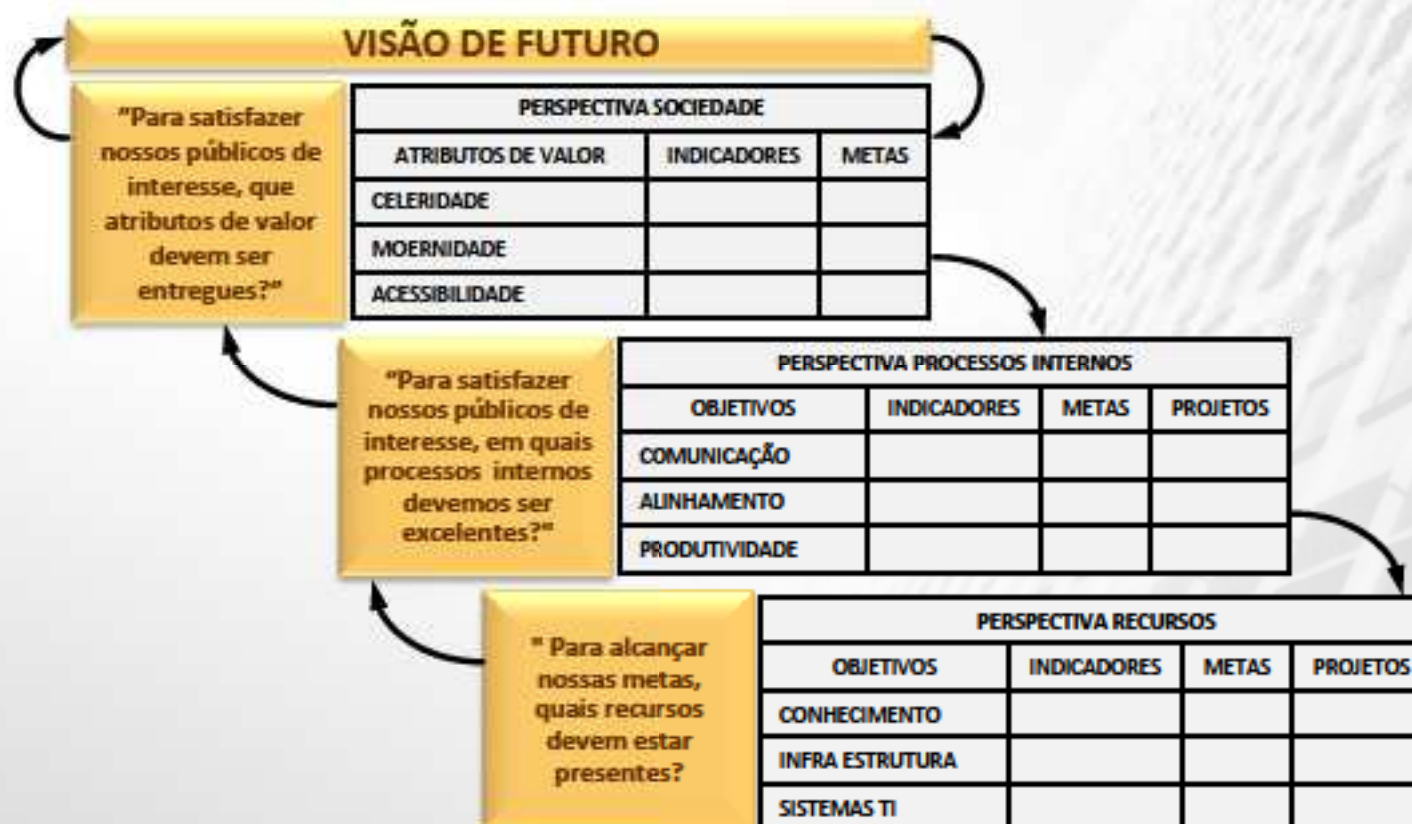 VISÃO DE FUTURO
"Para satisfazer
nossos públicos de
interesse, que
atributos de valor
devem ser
entregues?"
PERSPECTIVA SOCIEDADE
ATRIBUTOS DE VALOR INDICADORES METAS
CELERIDADE
MOERNIDADE
ACESSIBILIDADE
"Para satisfazer
nossos públicos de
interesse, em quais
processos internos
devemos ser
excelentes?"
PERSPECTIVA PROCESSOS INTERNOS
OBJETIVOS INDICADORES METAS PROJETOS
COMUNICAÇÃO
ALINHAMENTO
PRODUTIVIDADE
" Para alcançar
nossas metas,
quais recursos
devem estar
presentes?
PERSPECTIVA RECURSOS
OBJETIVOS INDICADORES METAS PROJETOS
CONHECIMENTO
INFRA ESTRUTURA
SISTEMAS TI